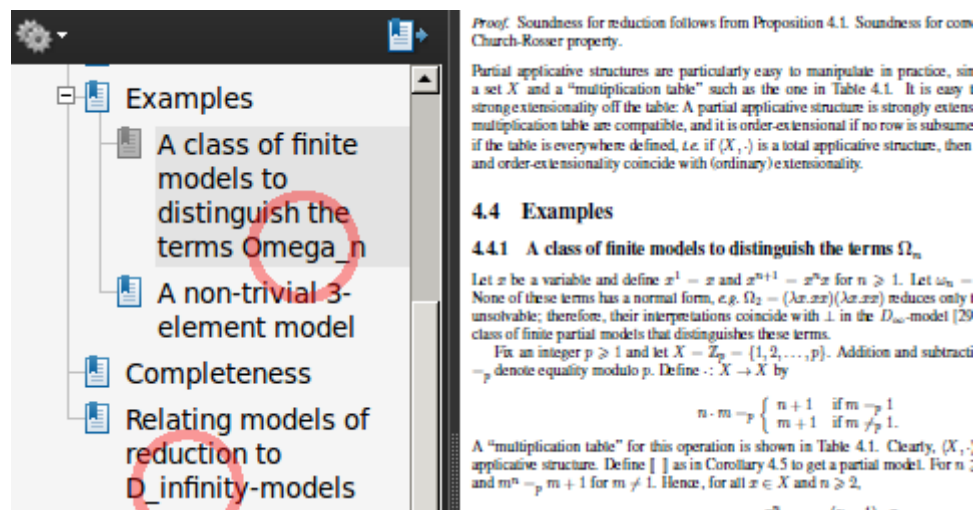 Examples
A class of finite
models to
distinguish the
terms Omega_n
A non-trivial 3-
element model
Completeness
Relating models of
reduction to
D_infinity-models
Proof. Soundness for reduction follows from Proposition 4.1. Soundness for
Church-Rosser property.
Partial applicative structures are particularly easy to manipulate in practice,
a set X and a “multiplication table” such as the one in Table 4.1. It is easy
strong extensionality off the table: A partial applicative structure is strongly
multiplication table are compatible, and it is order-extensional if no row is
if the table is everywhere defined, i.e. if (X, ·) is a total applicative structure, then
and order-extensionality coincide with (ordinary) extensionality.
4.4 Examples
4.4.1 A class of finite models to distinguish the terms Ωₙ
Let x be a variable and define x¹ = x and xⁿ⁺¹ = xⁿx for n ⩾ 1. Let ωₙ =
None of these terms has a normal form, e.g. Ω₂ = (λx.xx)(λx.xx) reduces only
unsolvable; therefore, their interpretations coincide with ⊥ in the D∞-model [29
class of finite partial models that distinguishes these terms.
Fix an integer p ⩾ 1 and let X = ℤₚ = {1, 2, . . . , p}. Addition and
=ₚ denote equality modulo p. Define ·: X → X by
n · m =ₚ { n + 1 if m =ₚ 1
m + 1 if m ≠ₚ 1.
A “multiplication table” for this operation is shown in Table 4.1. Clearly, (X, ·
applicative structure. Define [[ ]] as in Corollary 4.5 to get a partial model. For n
and mⁿ =ₚ m + 1 for m ≠ 1. Hence, for all x ∈ X and n ⩾ 2,